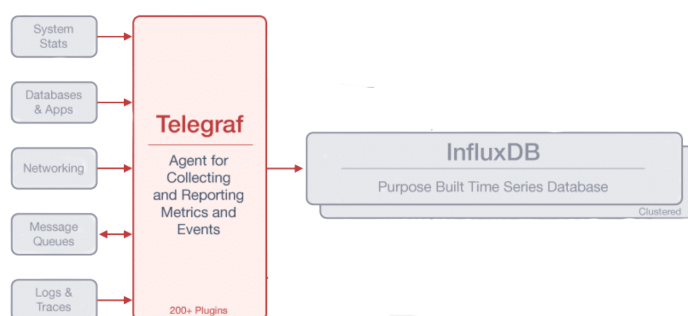 System
Stats
Databases
& Apps
Networking
Message
Queues
Logs &
Traces
Telegraf
Agent for
Collecting
and Reporting
Metrics and
Events
200+ Plugins
InfluxDB
Purpose Built Time Series Database
Clustered